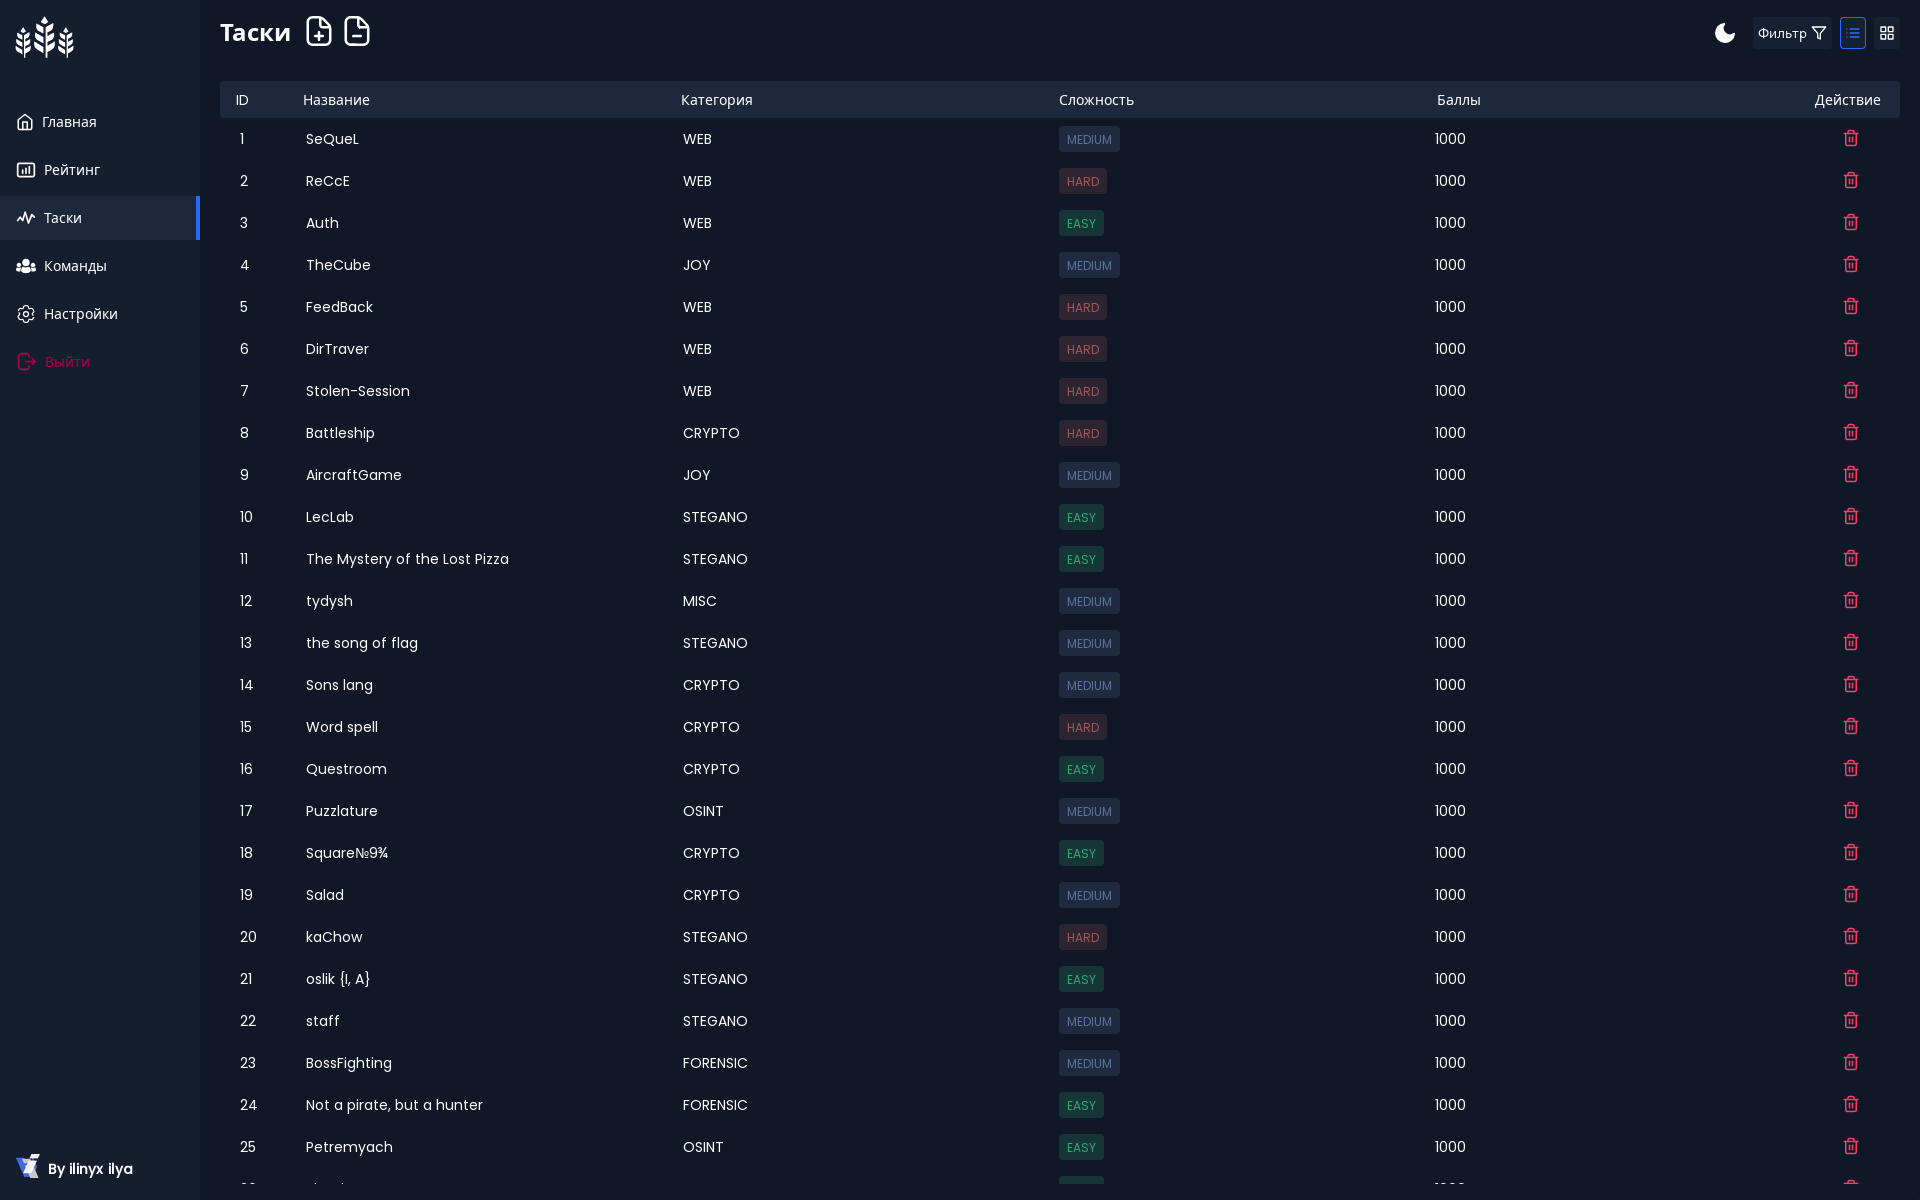 Таски
Фильтр
Главная
Рейтинг
Таски
Команды
Настройки
Выйти
By ilinyx ilya
ID Название Категория Сложность Баллы Действие
1 SeQueL WEB MEDIUM 1000
2 ReCcE WEB HARD 1000
3 Auth WEB EASY 1000
4 TheCube JOY MEDIUM 1000
5 FeedBack WEB HARD 1000
6 DirTraver WEB HARD 1000
7 Stolen-Session WEB HARD 1000
8 Battleship CRYPTO HARD 1000
9 AircraftGame JOY MEDIUM 1000
10 LecLab STEGANO EASY 1000
11 The Mystery of the Lost Pizza STEGANO EASY 1000
12 tydysh MISC MEDIUM 1000
13 the song of flag STEGANO MEDIUM 1000
14 Sons lang CRYPTO MEDIUM 1000
15 Word spell CRYPTO HARD 1000
16 Questroom CRYPTO EASY 1000
17 Puzzlature OSINT MEDIUM 1000
18 Square№9¾ CRYPTO EASY 1000
19 Salad CRYPTO MEDIUM 1000
20 kaChow STEGANO HARD 1000
21 oslik {I, A} STEGANO EASY 1000
22 staff STEGANO MEDIUM 1000
23 BossFighting FORENSIC MEDIUM 1000
24 Not a pirate, but a hunter FORENSIC EASY 1000
25 Petremyach OSINT EASY 1000